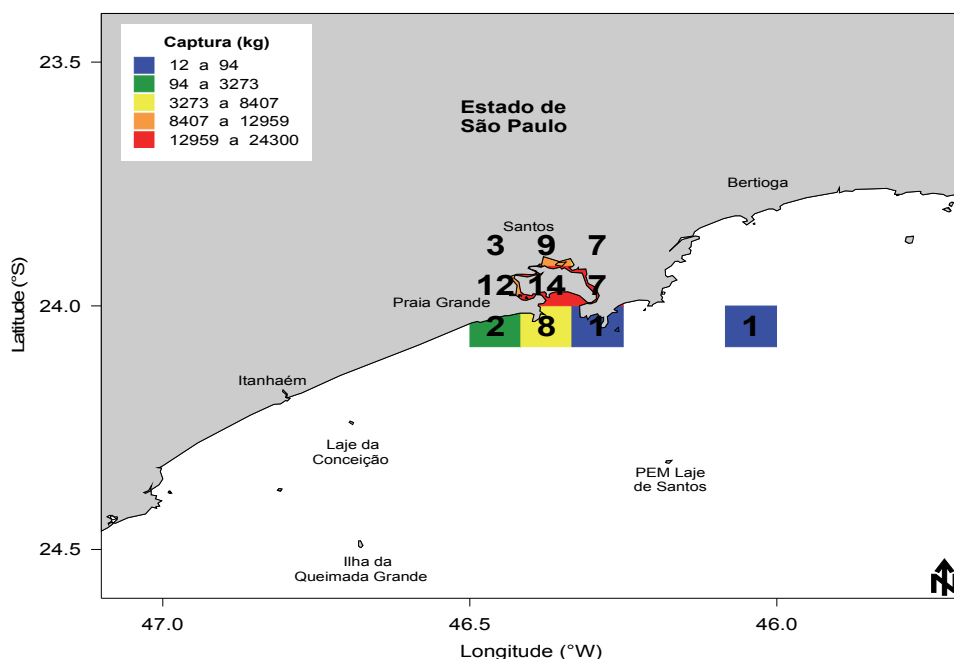 Captura (kg)
12 a 94
94 a 3273
3273 a 8407
8407 a 12959
12959 a 24300
Estado de
São Paulo
Bertioga
Santos
3 9 7
12 14 7
Praia Grande
2 8 1 1
Itanhaém
Laje da
Conceição
PEM Laje
de Santos
Ilha da
Queimada Grande
N
23.5
24.0
24.5
Latitude (°S)
47.0 46.5 46.0
Longitude (°W)